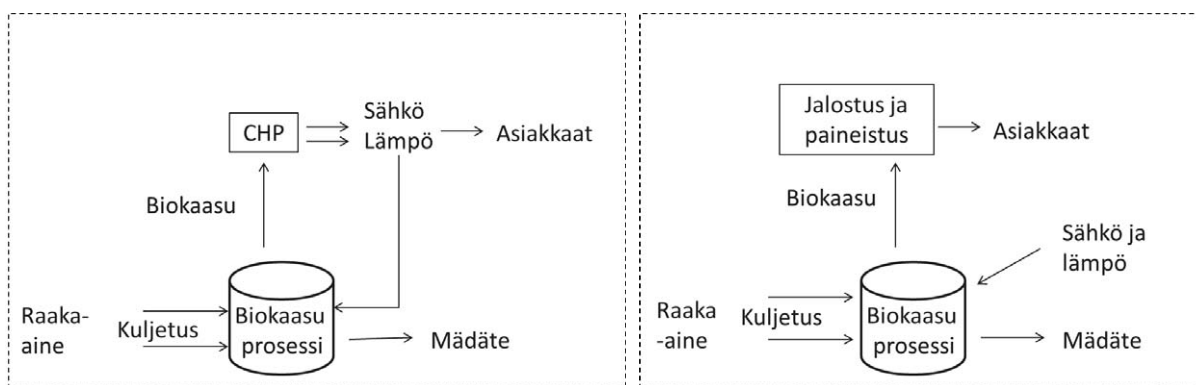 CHP
Sähkö
Lämpö
Asiakkaat
Biokaasu
Raaka-
aine
Kuljetus
Biokaasu
prosessi
Mädäte
Jalostus ja
paineistus
Asiakkaat
Biokaasu
Sähkö ja
lämpö
Raaka
-aine
Kuljetus
Biokaasu
prosessi
Mädäte